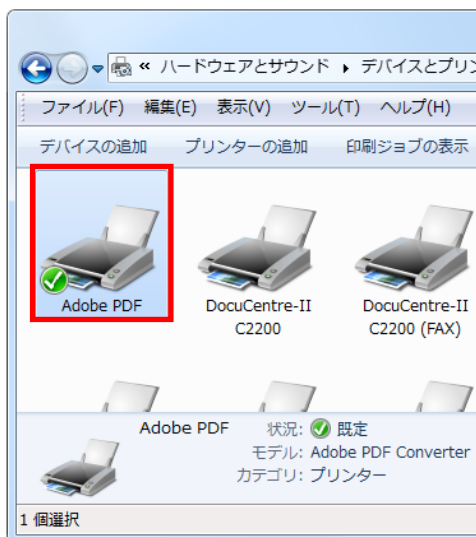 « ハードウェアとサウンド ▸ デバイスとプリン
ファイル(F) 編集(E) 表示(V) ツール(T) ヘルプ(H)
デバイスの追加 プリンターの追加 印刷ジョブの表示
Adobe PDF
DocuCentre-II
C2200
DocuCentre-II
C2200 (FAX)
Adobe PDF 状況: 既定
モデル: Adobe PDF Converter
カテゴリ: プリンター
1 個選択